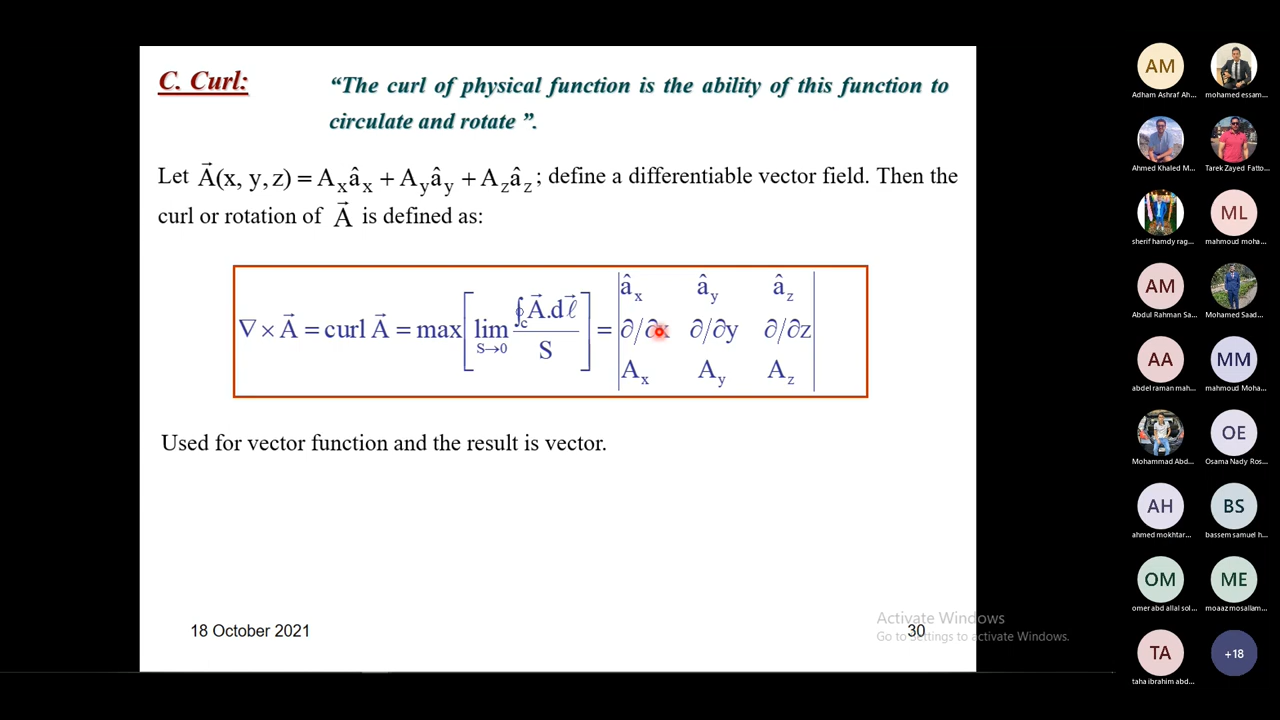 C. Curl:
“The curl of physical function is the ability of this function to
circulate and rotate ”.
Let A⃗(x, y, z) = Aₓâₓ + A_yâ_y + A_zâ_z ; define a differentiable vector field. Then the
curl or rotation of A⃗ is defined as:
∇ × A⃗ = curl A⃗ = max [ lim S→0 ∮c A⃗.dℓ⃗ / S ] = | âₓ â_y â_z |
| ∂/∂x ∂/∂y ∂/∂z |
| Aₓ A_y A_z |
Used for vector function and the result is vector.
18 October 2021
30
Activate Windows
Go to Settings to activate Windows.
AM
Adham Ashraf Ah...
mohamed essam...
Ahmed Khaled M...
Tarek Zayed Fatto...
sherif hamdy rag...
ML
mahmoud moha...
AM
Abdul Rahman Sa...
Mohamed Saad...
AA
abdel raman mah...
MM
mahmoud Moha...
Mohammad Abd...
OE
Osama Nady Ros...
AH
ahmed mokhtar...
BS
bassem samuel h...
OM
omer abd allal sol...
ME
moaaz mosallam...
TA
taha ibrahim abd...
+18